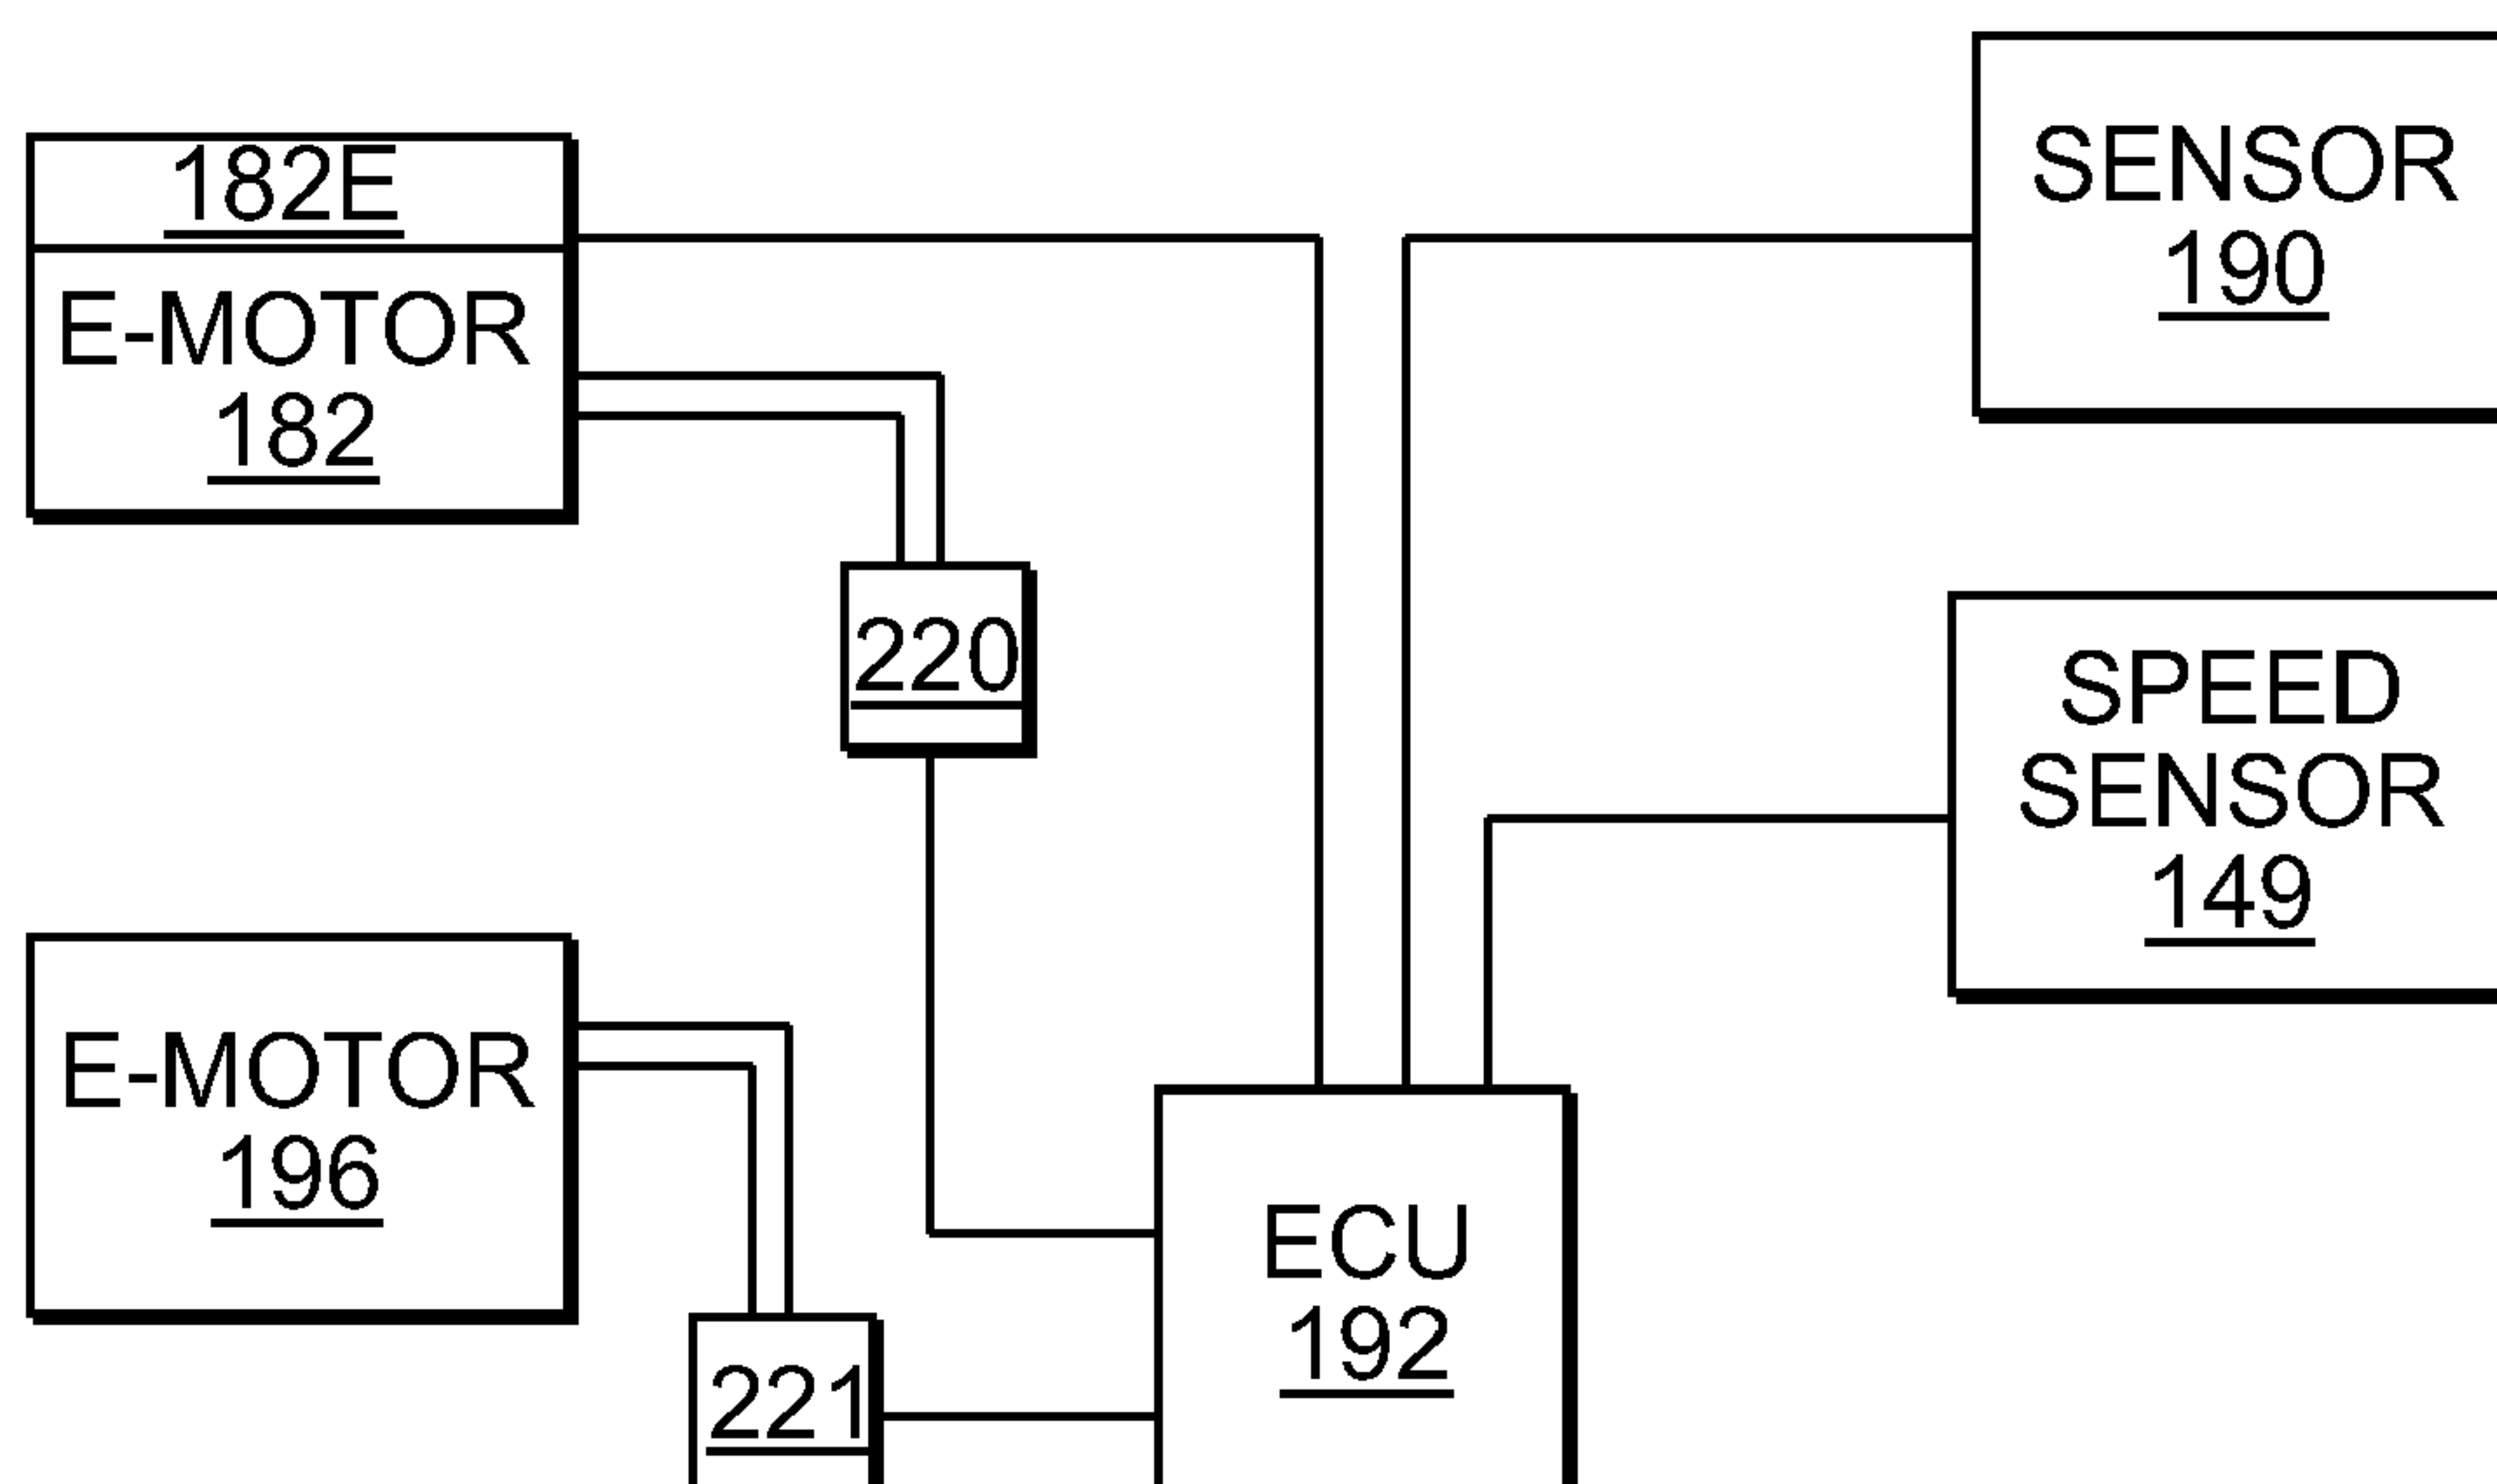 182E
E-MOTOR
182
SENSOR
190
220
SPEED
SENSOR
149
E-MOTOR
196
221
ECU
192